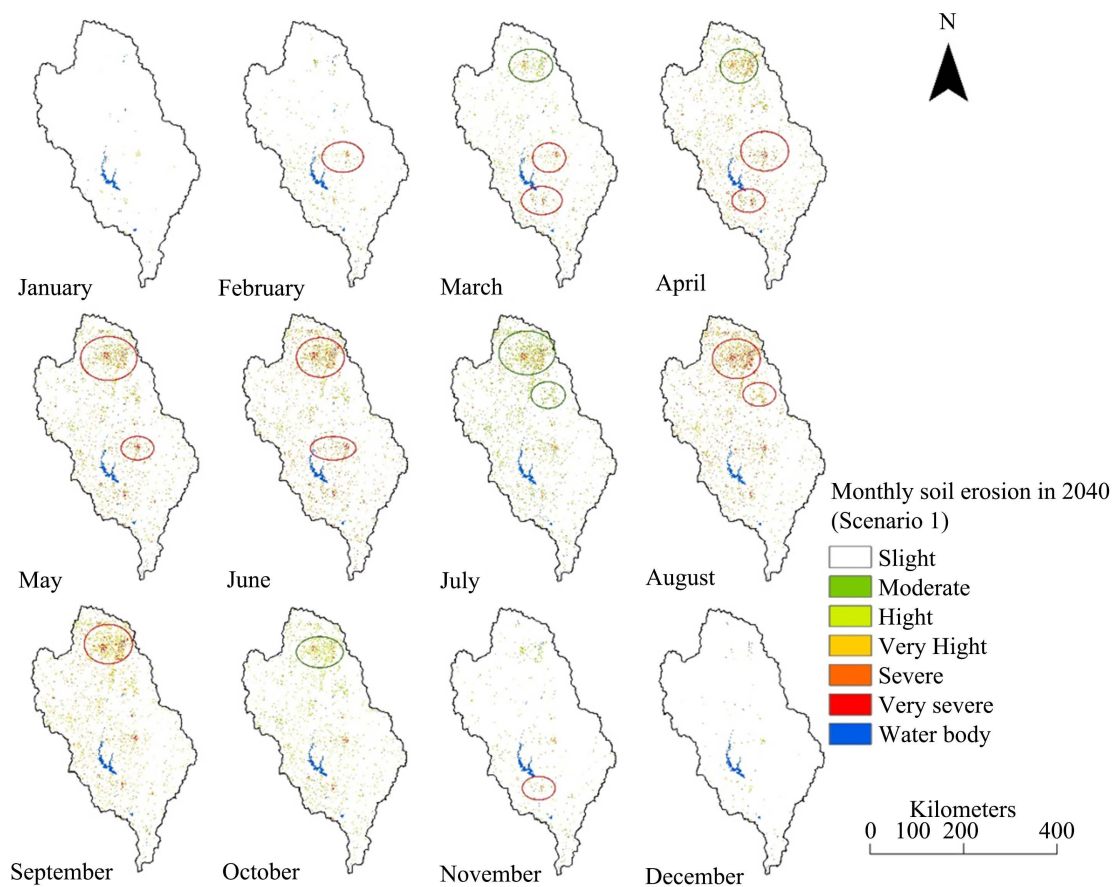 N
January
February
March
April
May
June
July
August
Monthly soil erosion in 2040
(Scenario 1)
Slight
Moderate
Hight
Very Hight
Severe
Very severe
Water body
September
October
November
December
Kilometers
0 100 200 400